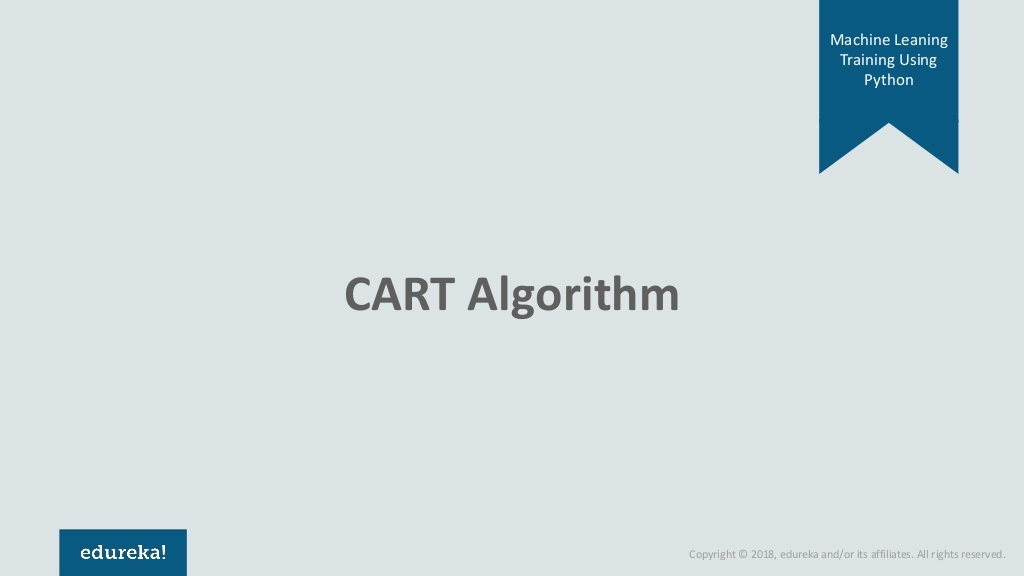 Machine Leaning
Training Using
Python
CART Algorithm
edureka!
Copyright © 2018, edureka and/or its affiliates. All rights reserved.